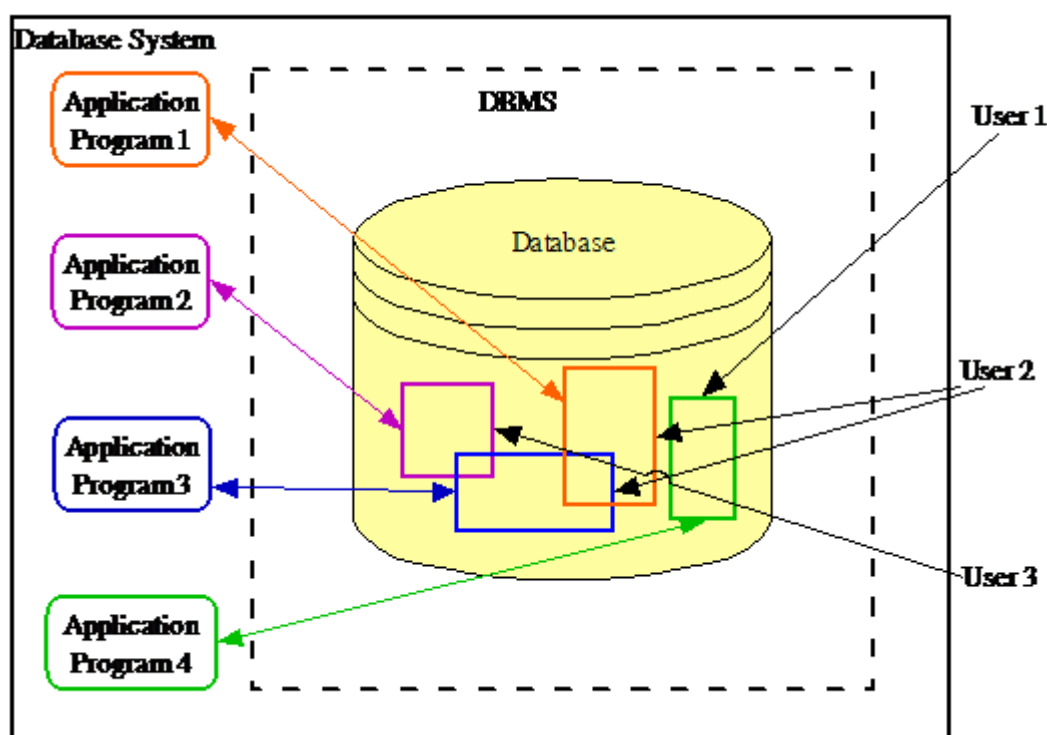 Database System
Application
Program 1
DBMS
User 1
Application
Program 2
Database
User 2
Application
Program 3
User 3
Application
Program 4